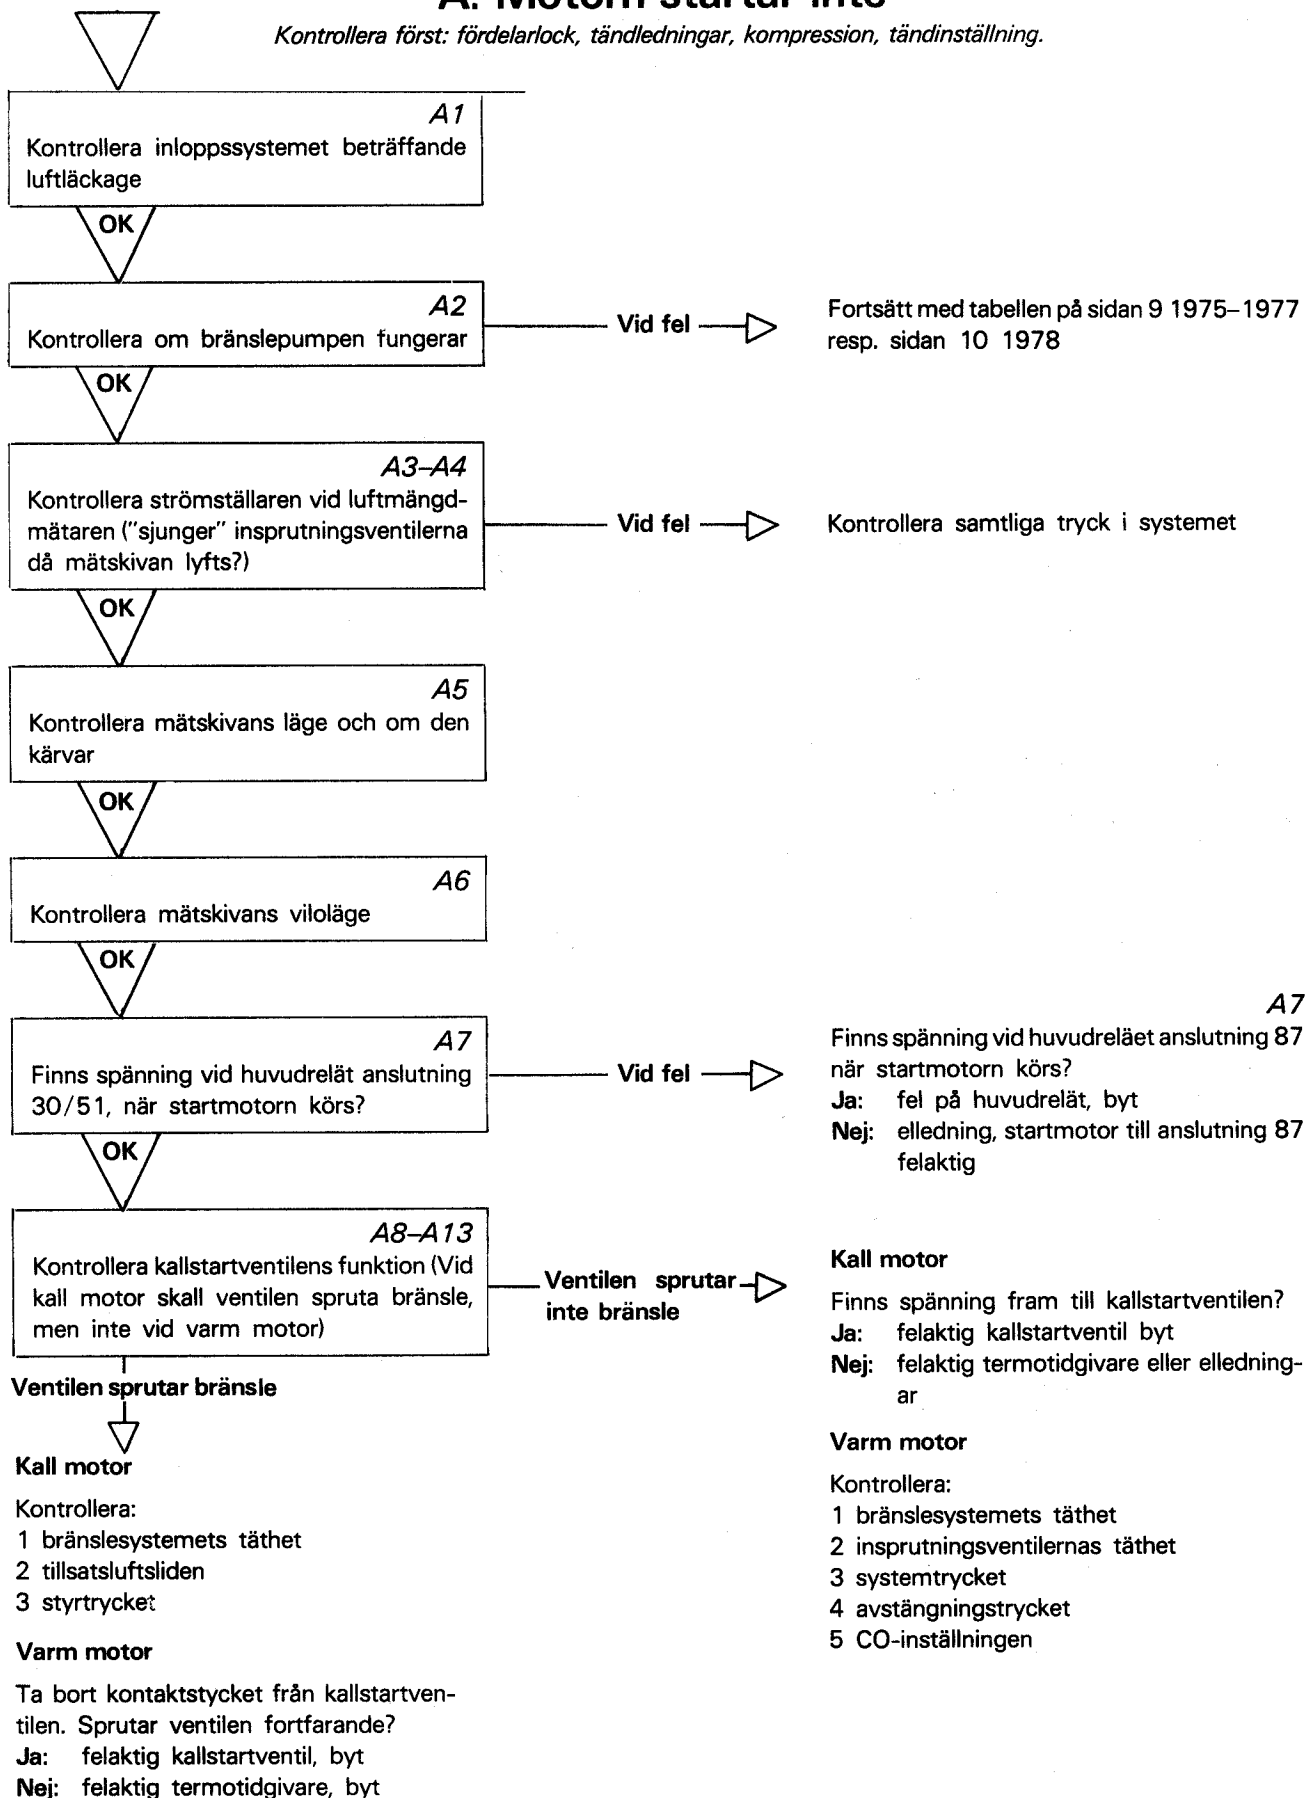 A. Motorn startar inte
Kontrollera först: fördelarlock, tändledningar, kompression, tändinställning.
A1
Kontrollera inloppssystemet beträffande
luftläckage
OK
A2
Kontrollera om bränslepumpen fungerar
Vid fel
Fortsätt med tabellen på sidan 9 1975–1977
resp. sidan 10 1978
OK
A3–A4
Kontrollera strömställaren vid luftmängd-
mätaren ("sjunger" insprutningsventilerna
då mätskivan lyfts?)
Vid fel
Kontrollera samtliga tryck i systemet
OK
A5
Kontrollera mätskivans läge och om den
kärvar
OK
A6
Kontrollera mätskivans viloläge
OK
A7
Finns spänning vid huvudrelät anslutning
30/51, när startmotorn körs?
Vid fel
A7
Finns spänning vid huvudreläet anslutning 87
när startmotorn körs?
Ja: fel på huvudrelät, byt
Nej: elledning, startmotor till anslutning 87
felaktig
OK
A8–A13
Kontrollera kallstartventilens funktion (Vid
kall motor skall ventilen spruta bränsle,
men inte vid varm motor)
Ventilen sprutar
inte bränsle
Kall motor
Finns spänning fram till kallstartventilen?
Ja: felaktig kallstartventil byt
Nej: felaktig termotidgivare eller elledning-
ar
Varm motor
Kontrollera:
1 bränslesystemets täthet
2 insprutningsventilernas täthet
3 systemtrycket
4 avstängningstrycket
5 CO-inställningen
Ventilen sprutar bränsle
Kall motor
Kontrollera:
1 bränslesystemets täthet
2 tillsatsluftsliden
3 styrtrycket
Varm motor
Ta bort kontaktstycket från kallstartven-
tilen. Sprutar ventilen fortfarande?
Ja: felaktig kallstartventil, byt
Nej: felaktig termotidgivare, byt